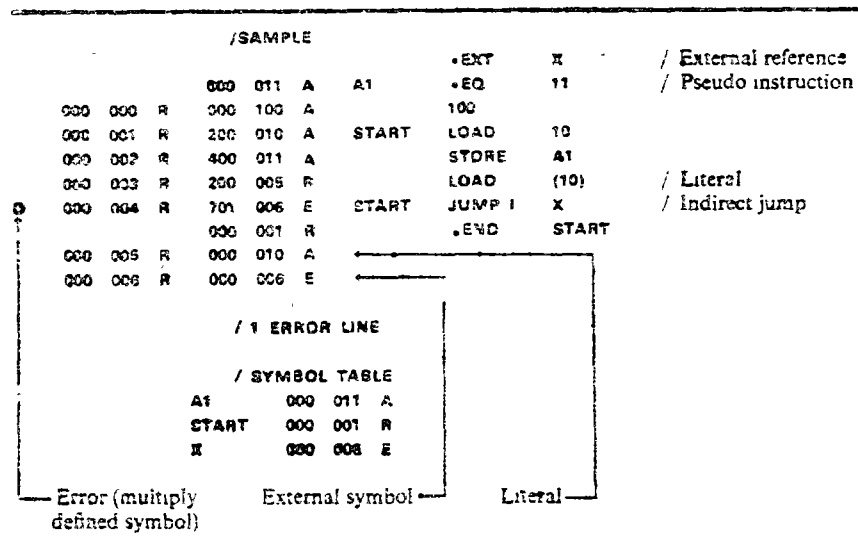 /SAMPLE
.EXT X / External reference
000 011 A A1 .EQ 11 / Pseudo instruction
000 000 R 000 100 A 100
000 001 R 200 010 A START LOAD 10
000 002 R 400 011 A STORE A1
000 003 R 200 005 R LOAD (10) / Literal
000 004 R 701 006 E START JUMP I X / Indirect jump
000 001 R .END START
000 005 R 000 010 A
000 006 R 000 006 E
/ 1 ERROR LINE
/ SYMBOL TABLE
A1 000 011 A
START 000 001 R
X 000 006 E
Error (multiply defined symbol) External symbol Literal